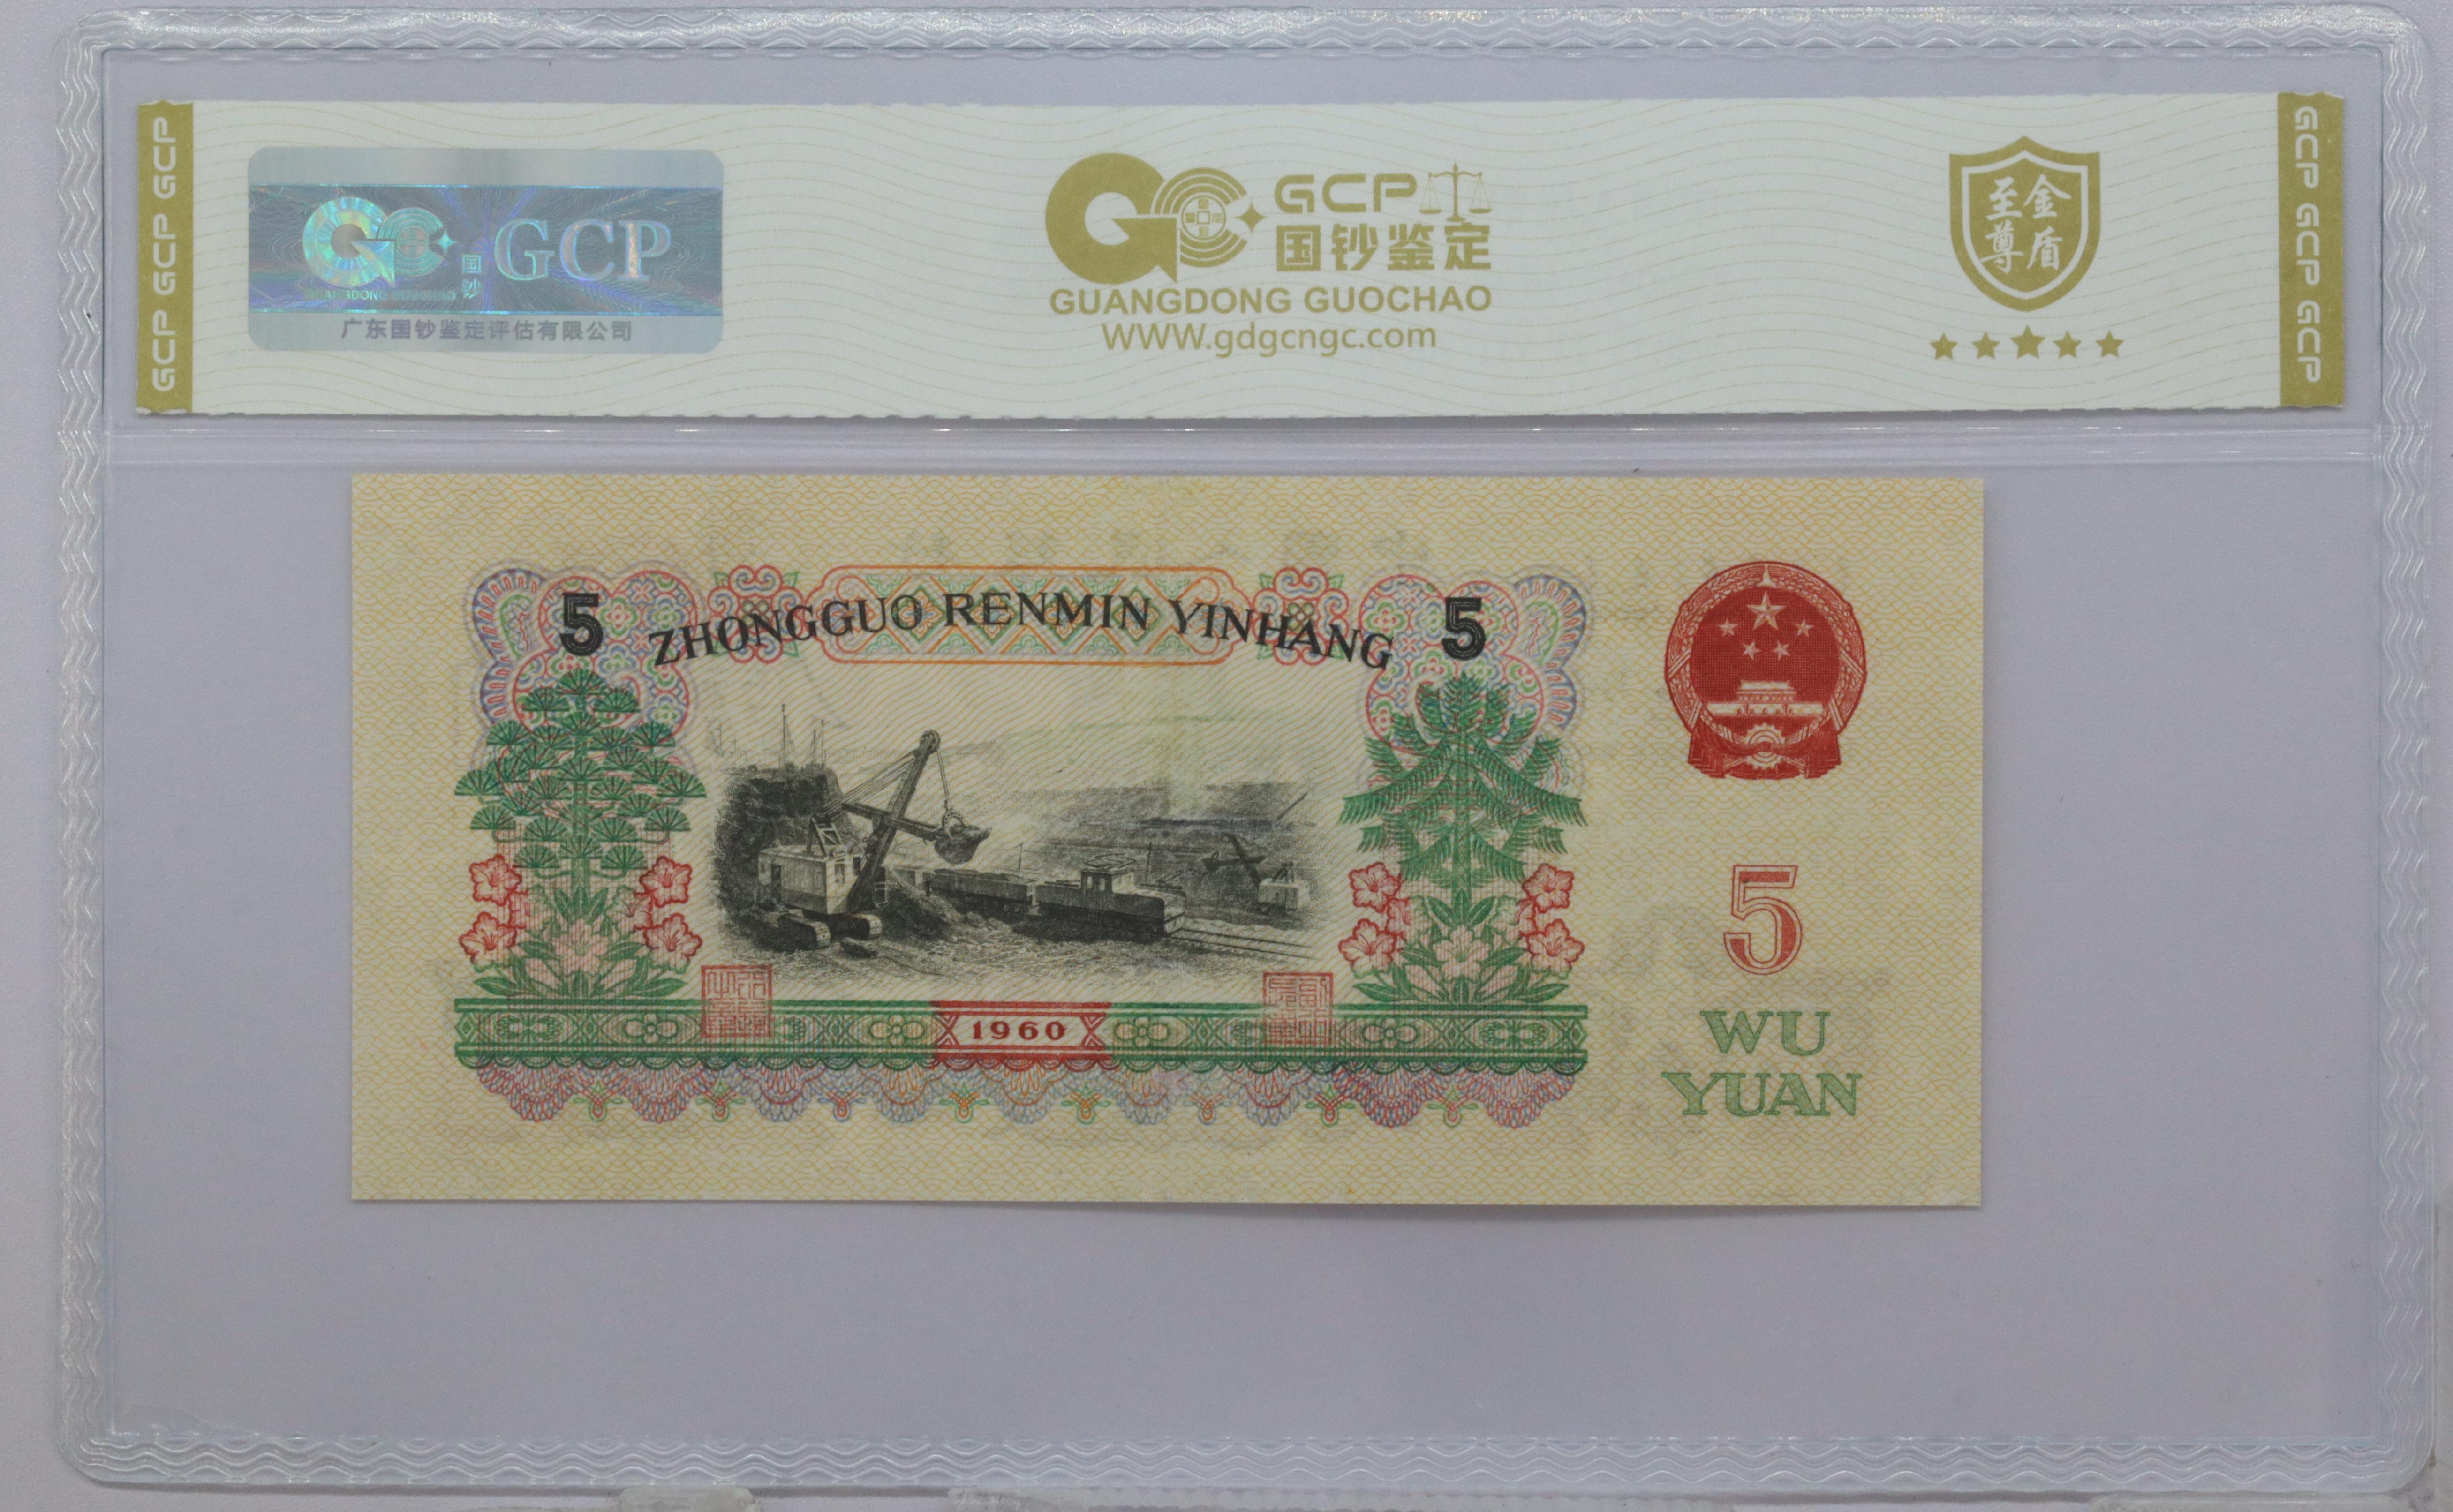 GCP GCP GCP
GCP
国钞
GUANGDONG GUOCHAO
广东国钞鉴定评估有限公司
GCP
国钞鉴定
GUANGDONG GUOCHAO
WWW.gdgcngc.com
至金
尊盾
GCP GCP GCP
5 ZHONGGUO RENMIN YINHANG 5
5
WU
YUAN
1960